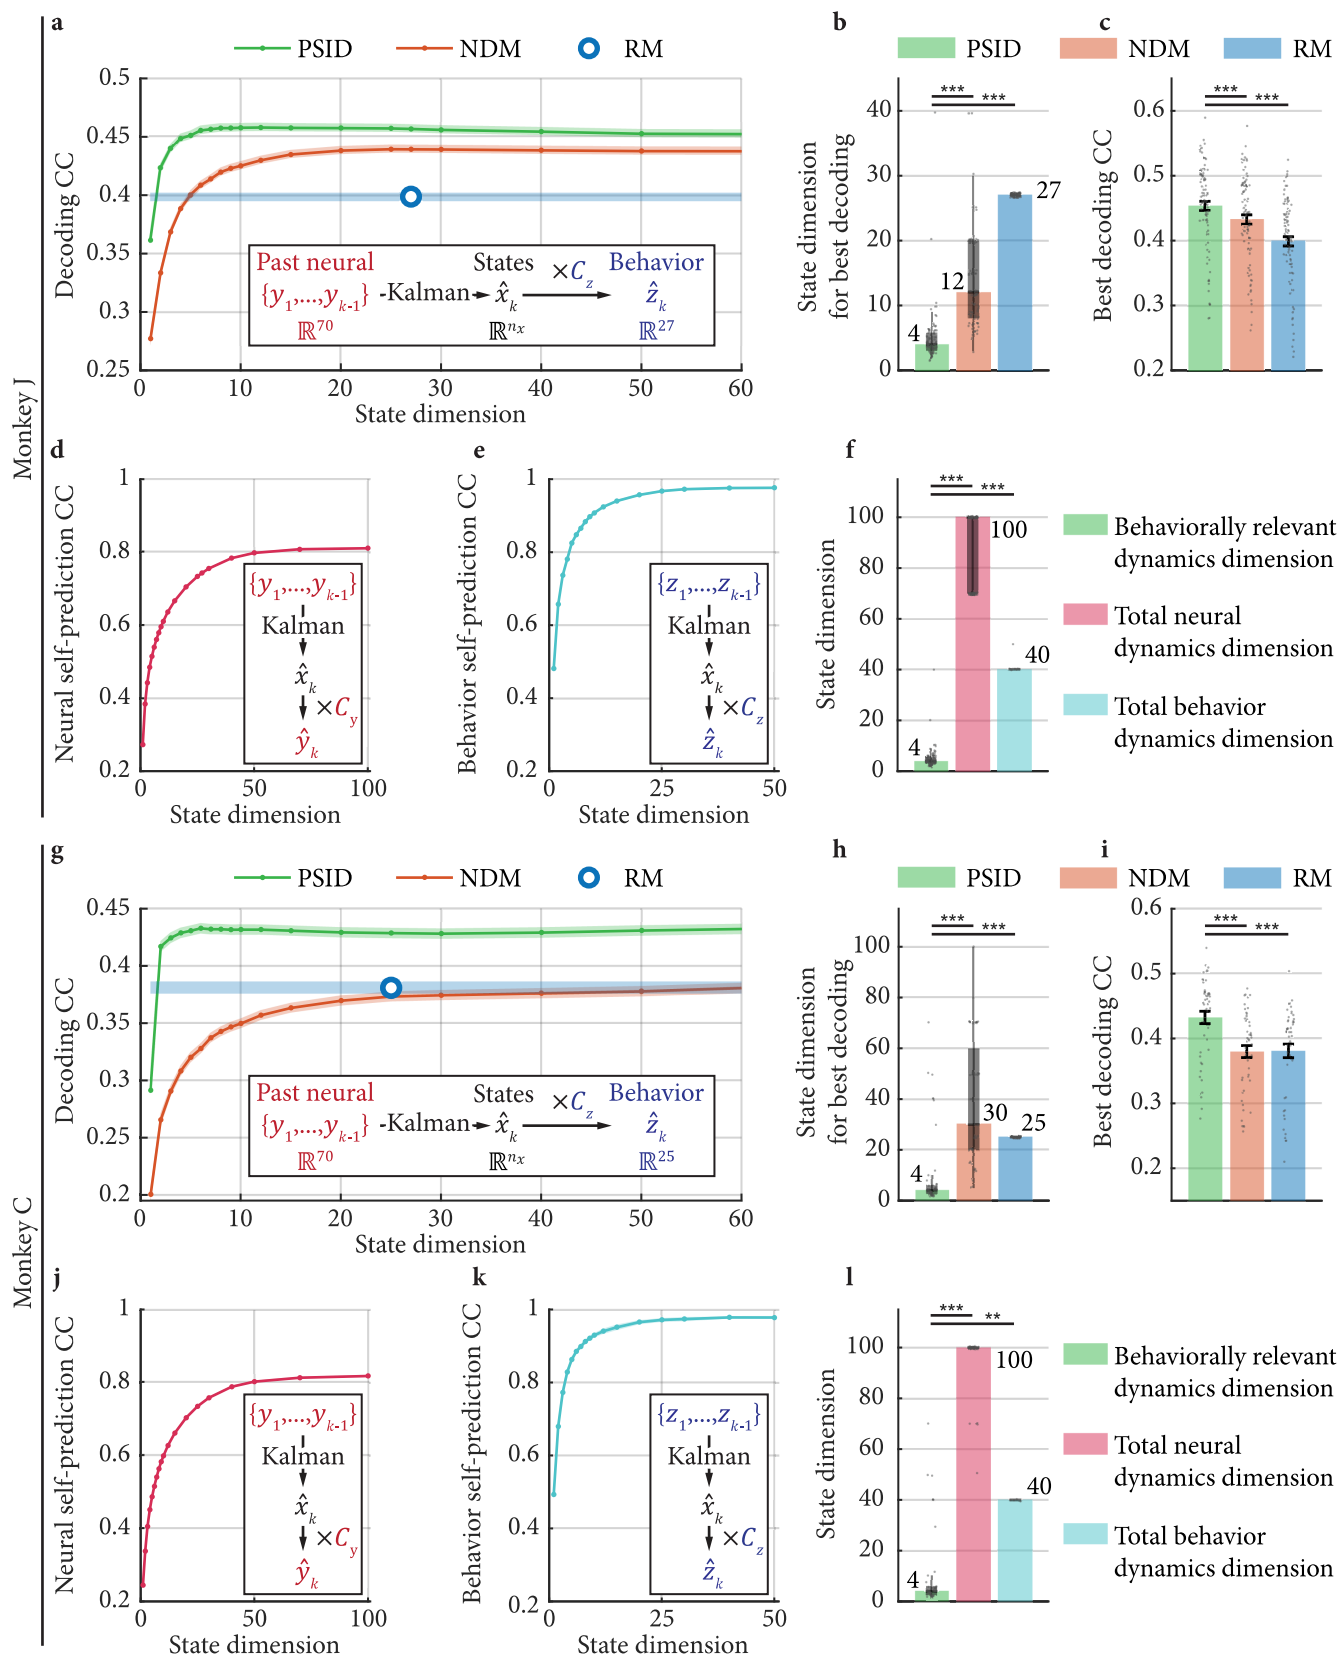 Monkey J
a
PSID NDM RM
Decoding CC
0.5
0.45
0.4
0.35
0.3
0.25
0 10 20 30 40 50 60
State dimension
Past neural States Behavior
{y₁,...,yₖ₋₁} Kalman x̂ₖ ×C_z ẑₖ
ℝ⁷⁰ ℝⁿˣ ℝ²⁷
b c
PSID NDM RM
State dimension
for best decoding
40
30
20
10
0
*** ***
4 12 27
Best decoding CC
0.6
0.5
0.4
0.3
0.2
*** ***
d
Neural self-prediction CC
1
0.8
0.6
0.4
0.2
0 50 100
State dimension
{y₁,...,yₖ₋₁}
Kalman
x̂ₖ
×C_y
ŷₖ
e
Behavior self-prediction CC
1
0.8
0.6
0.4
0.2
0 25 50
State dimension
{z₁,...,zₖ₋₁}
Kalman
x̂ₖ
×C_z
ẑₖ
f
State dimension
100
80
60
40
20
0
*** ***
4 100 40
Behaviorally relevant
dynamics dimension
Total neural
dynamics dimension
Total behavior
dynamics dimension
Monkey C
g
PSID NDM RM
Decoding CC
0.45
0.4
0.35
0.3
0.25
0.2
0 10 20 30 40 50 60
State dimension
Past neural States Behavior
{y₁,...,yₖ₋₁} Kalman x̂ₖ ×C_z ẑₖ
ℝ⁷⁰ ℝⁿˣ ℝ²⁵
h i
PSID NDM RM
State dimension
for best decoding
100
80
60
40
20
0
*** ***
4 30 25
Best decoding CC
0.6
0.5
0.4
0.3
0.2
*** ***
j
Neural self-prediction CC
1
0.8
0.6
0.4
0.2
0 50 100
State dimension
{y₁,...,yₖ₋₁}
Kalman
x̂ₖ
×C_y
ŷₖ
k
Behavior self-prediction CC
1
0.8
0.6
0.4
0.2
0 25 50
State dimension
{z₁,...,zₖ₋₁}
Kalman
x̂ₖ
×C_z
ẑₖ
l
State dimension
100
80
60
40
20
0
*** **
4 100 40
Behaviorally relevant
dynamics dimension
Total neural
dynamics dimension
Total behavior
dynamics dimension